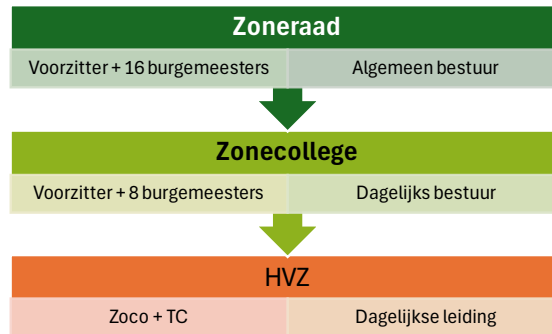 Zoneraad
Voorzitter + 16 burgemeesters
Algemeen bestuur
Zonecollege
Voorzitter + 8 burgemeesters
Dagelijks bestuur
HVZ
Zoco + TC
Dagelijkse leiding